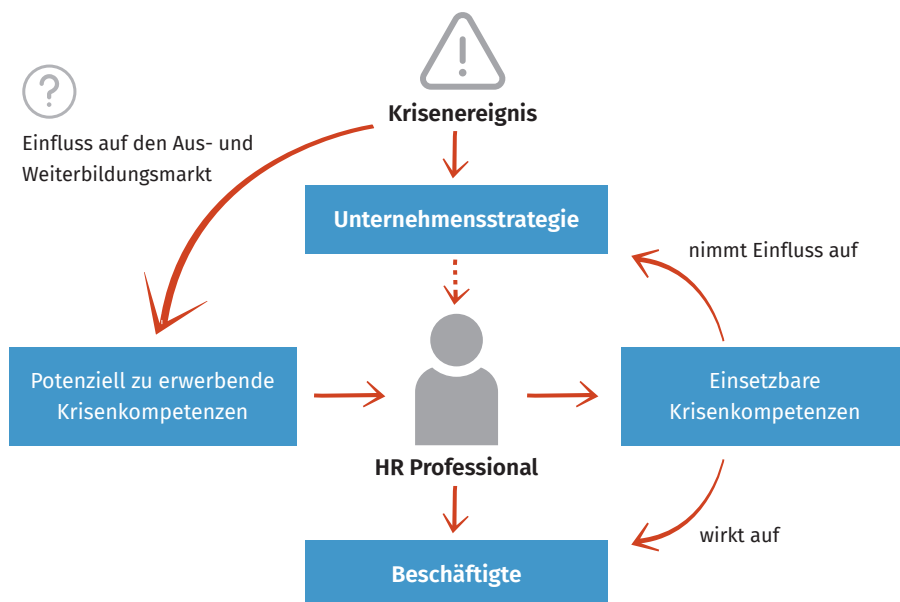 ?
Krisenereignis
Einfluss auf den Aus- und
Weiterbildungsmarkt
Unternehmensstrategie
nimmt Einfluss auf
Potenziell zu erwerbende
Krisenkompetenzen
Einsetzbare
Krisenkompetenzen
HR Professional
wirkt auf
Beschäftigte